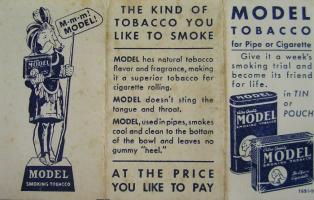 M-m-m!
MODEL!
MODEL
MODEL
SMOKING TOBACCO
THE KIND OF
TOBACCO YOU
LIKE TO SMOKE
MODEL has natural tobacco
flavor and fragrance, making
it a superior tobacco for
cigarette rolling.
MODEL doesn't sting the
tongue and throat.
MODEL, used in pipes, smokes
cool and clean to the bottom
of the bowl and leaves no
gummy "heel."
AT THE PRICE
YOU LIKE TO PAY
MODEL
TOBACCO
for Pipe or Cigarette
Give it a week's
smoking trial and
become its friend
for life.
in TIN
or
POUCH
MODEL
SMOKING TOBACCO
MODEL
SMOKING TOBACCO